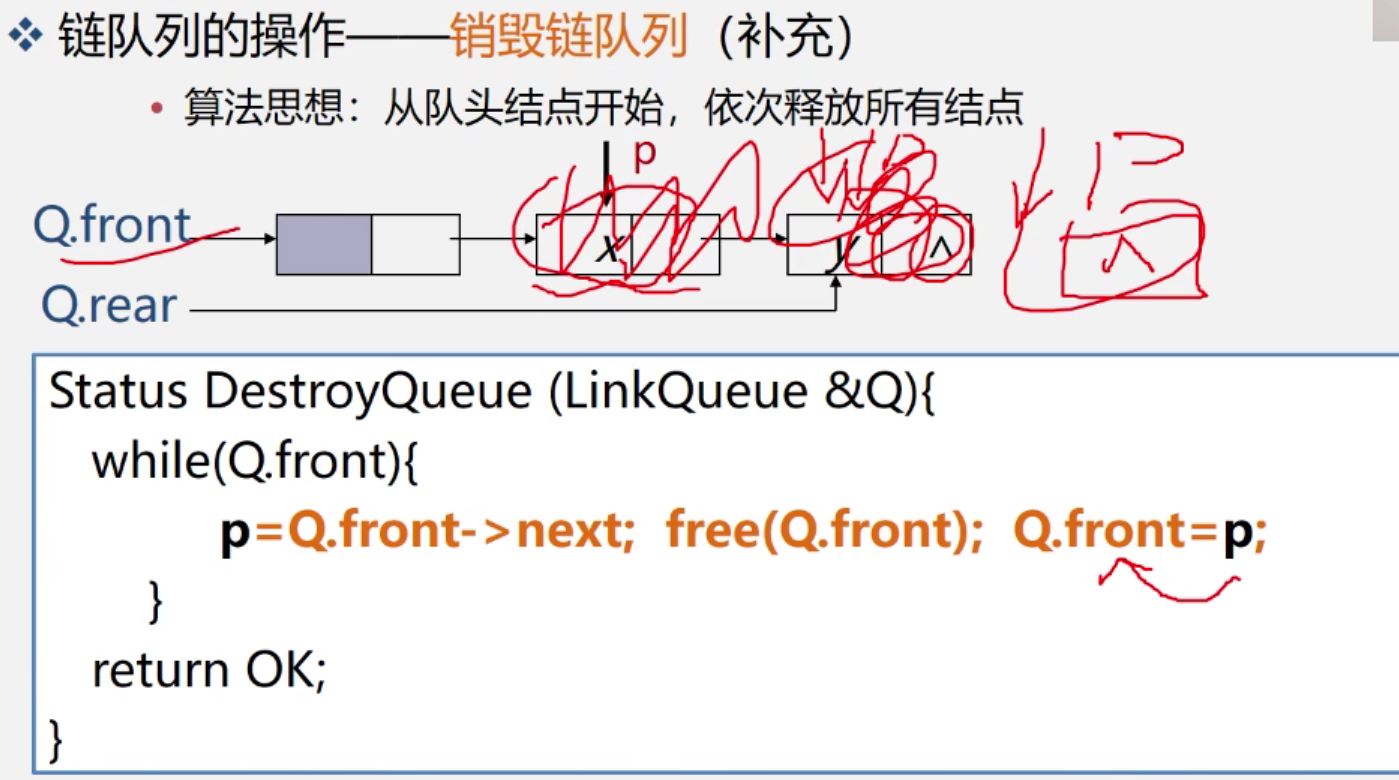 ❖ 链队列的操作——销毁链队列（补充）
• 算法思想：从队头结点开始，依次释放所有结点
p
Q.front
x
y ^
^
Q.rear
Status DestroyQueue (LinkQueue &Q){
while(Q.front){
p=Q.front->next; free(Q.front); Q.front=p;
}
return OK;
}